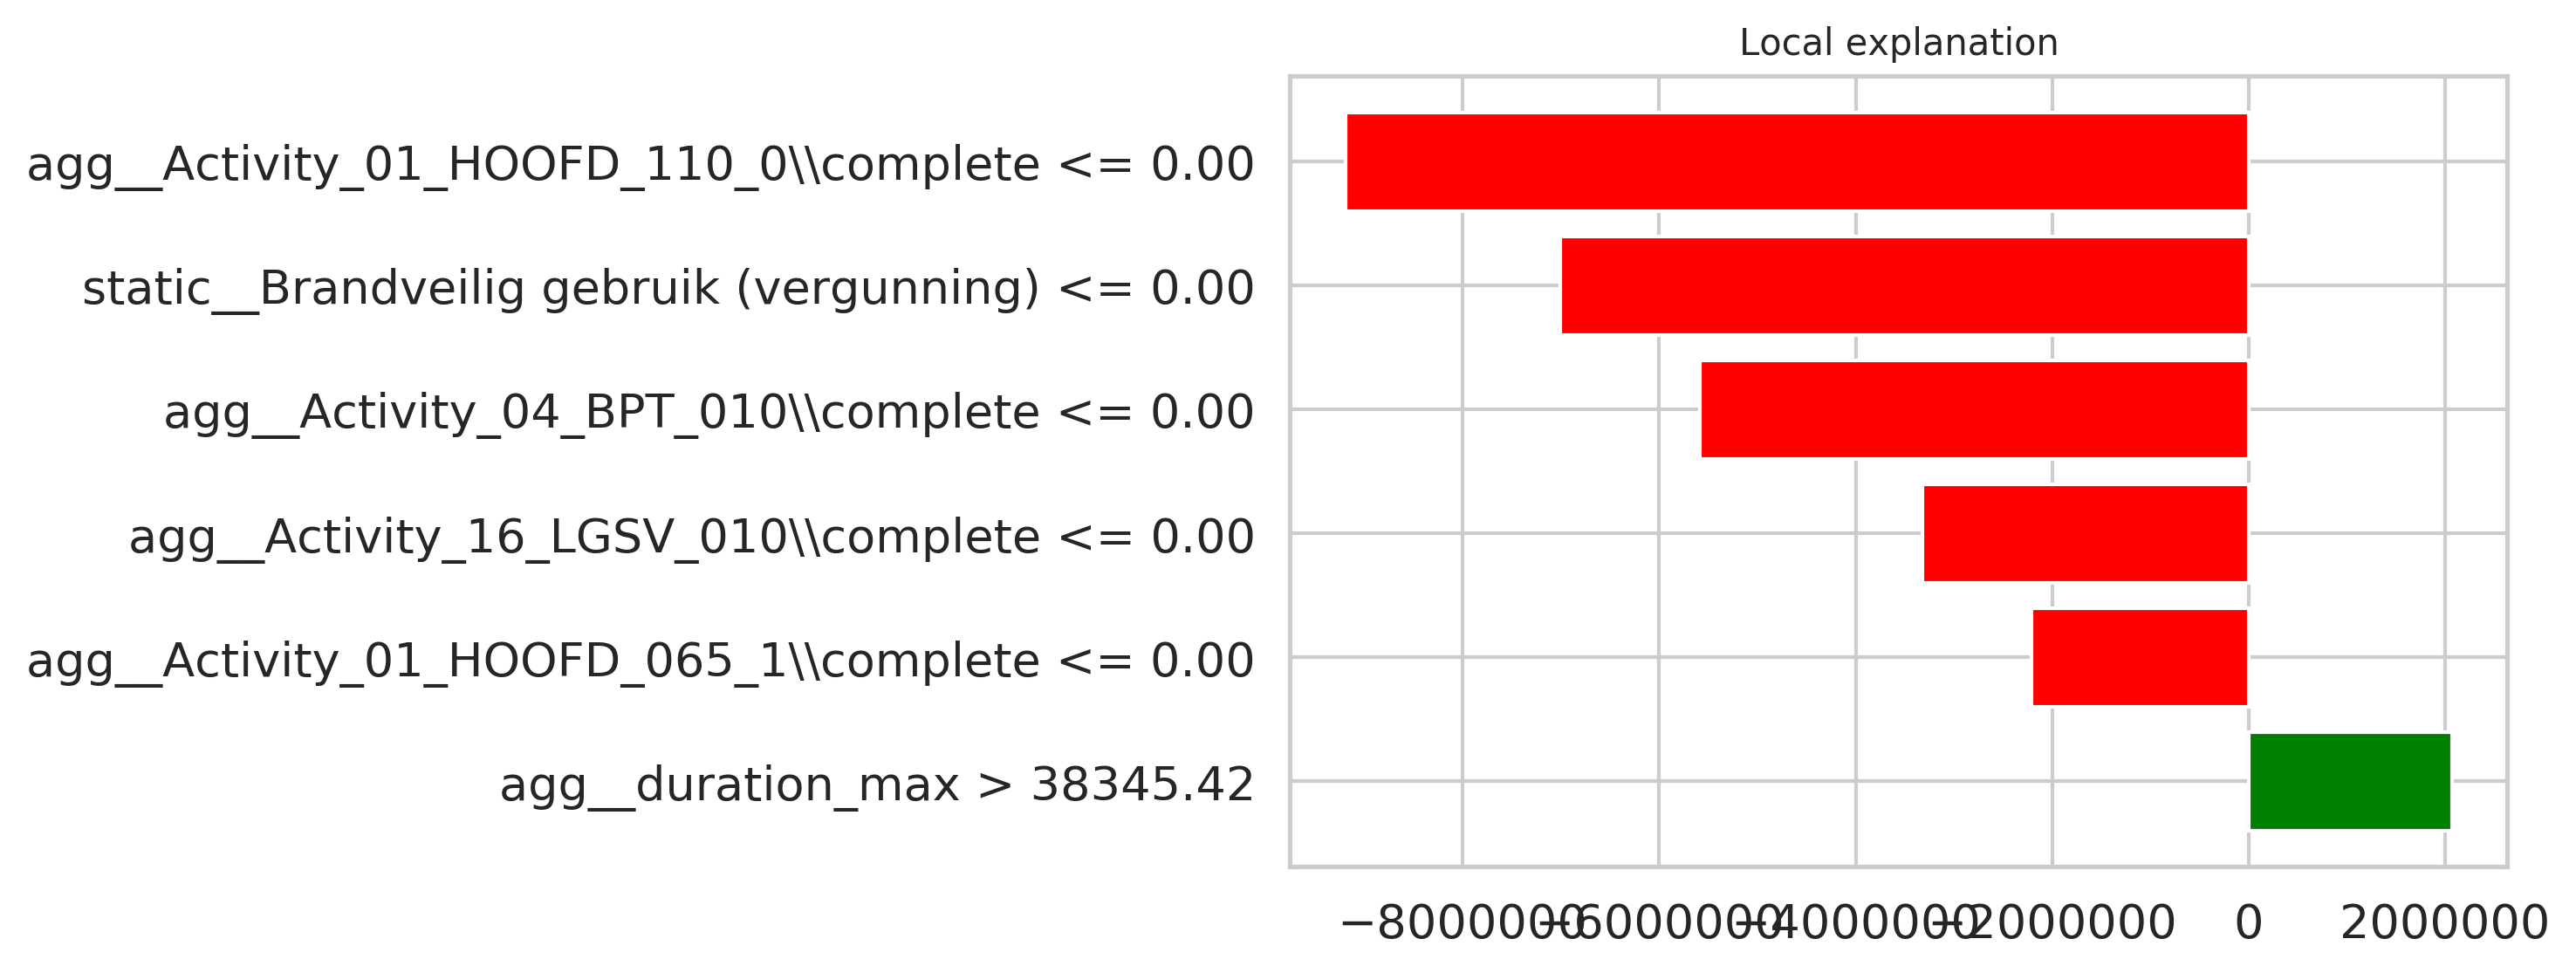 Local explanation
agg__Activity_01_HOOFD_110_0\\complete <= 0.00
static__Brandveilig gebruik (vergunning) <= 0.00
agg__Activity_04_BPT_010\\complete <= 0.00
agg__Activity_16_LGSV_010\\complete <= 0.00
agg__Activity_01_HOOFD_065_1\\complete <= 0.00
agg__duration_max > 38345.42
−8000000 −6000000 −4000000 −2000000 0 2000000